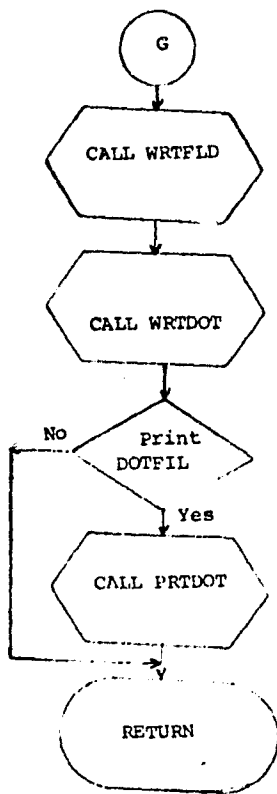 G
CALL WRTFLD
CALL WRTDOT
No
Print
DOTFIL
Yes
CALL PRTDOT
RETURN